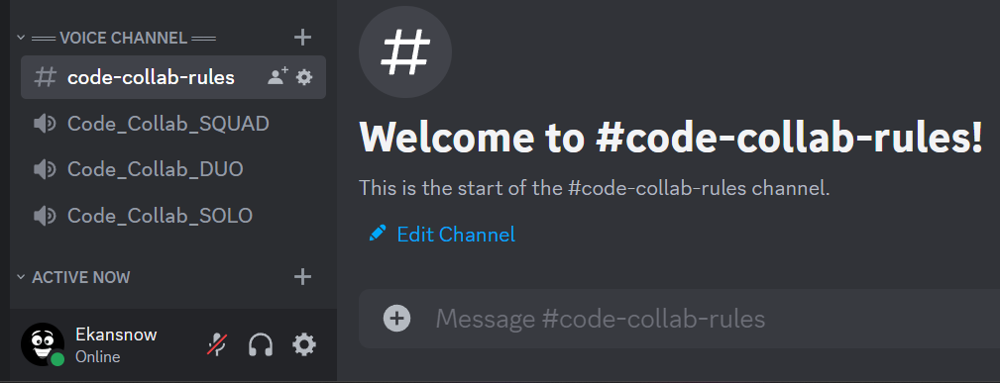 VOICE CHANNEL
code-collab-rules
Code_Collab_SQUAD
Code_Collab_DUO
Code_Collab_SOLO
ACTIVE NOW
Ekansnow
Online
#
Welcome to #code-collab-rules!
This is the start of the #code-collab-rules channel.
Edit Channel
Message #code-collab-rules